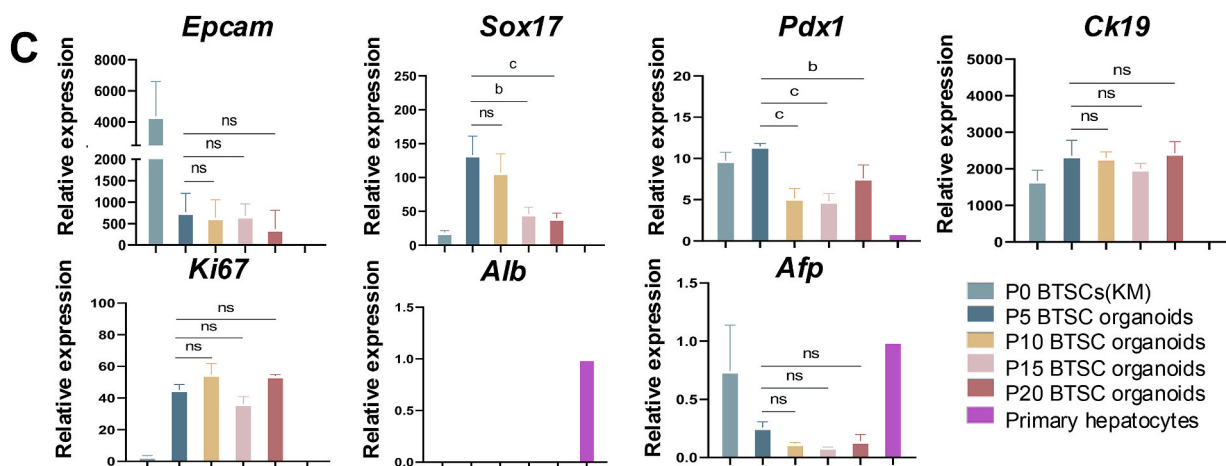 C
Epcam
Relative expression
8000
6000
4000
2000
2000
1500
1000
500
0
ns
ns
ns
Sox17
Relative expression
250
200
150
100
50
0
c
b
ns
Pdx1
Relative expression
20
15
10
5
0
b
c
c
Ck19
Relative expression
5000
4000
3000
2000
1000
0
ns
ns
ns
Ki67
Relative expression
100
80
60
40
20
0
ns
ns
ns
Alb
Relative expression
1.5
1.0
0.5
0.0
Afp
Relative expression
1.5
1.0
0.5
0.0
ns
ns
ns
P0 BTSCs(KM)
P5 BTSC organoids
P10 BTSC organoids
P15 BTSC organoids
P20 BTSC organoids
Primary hepatocytes